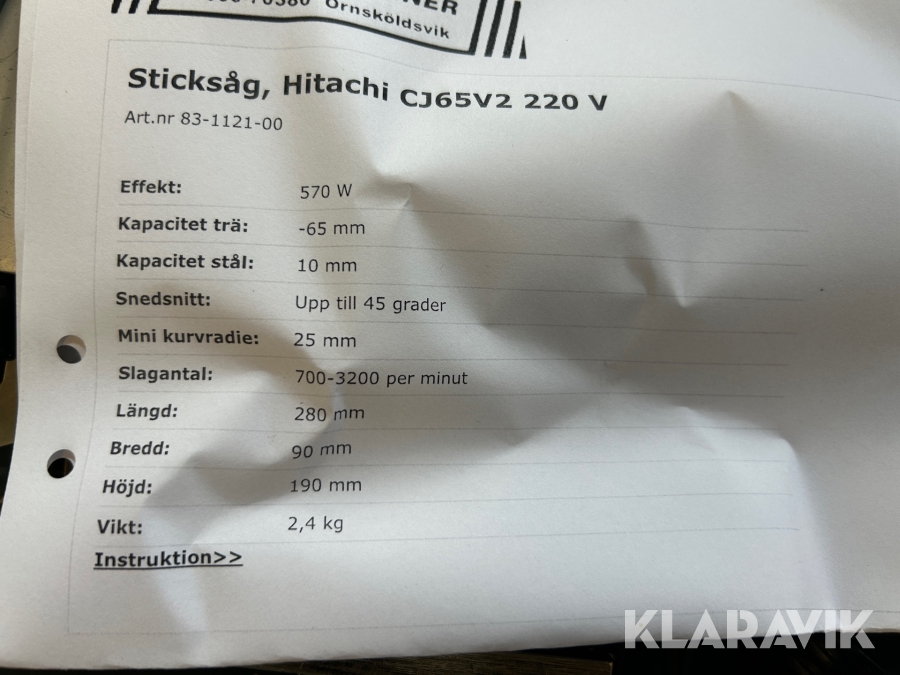 NER
Örnsköldsvik
Sticksåg, Hitachi CJ65V2 220 V
Art.nr 83-1121-00
Effekt: 570 W
Kapacitet trä: -65 mm
Kapacitet stål: 10 mm
Snedsnitt: Upp till 45 grader
Mini kurvradie: 25 mm
Slagantal: 700-3200 per minut
Längd: 280 mm
Bredd: 90 mm
Höjd: 190 mm
Vikt: 2,4 kg
Instruktion>>
KLARAVIK